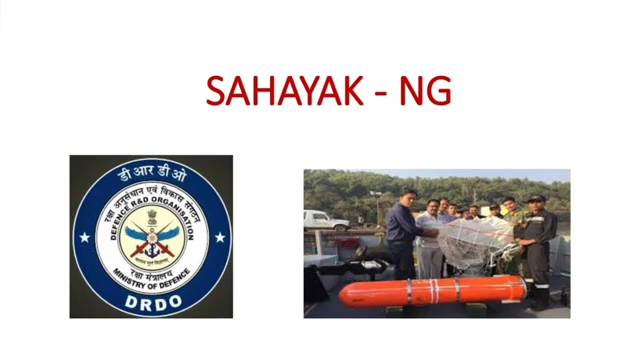 SAHAYAK - NG
डी आर डी ओ
रक्षा अनुसंधान एवं विकास संगठन
DEFENCE R&D ORGANISATION
रक्षा मंत्रालय
MINISTRY OF DEFENCE
DRDO